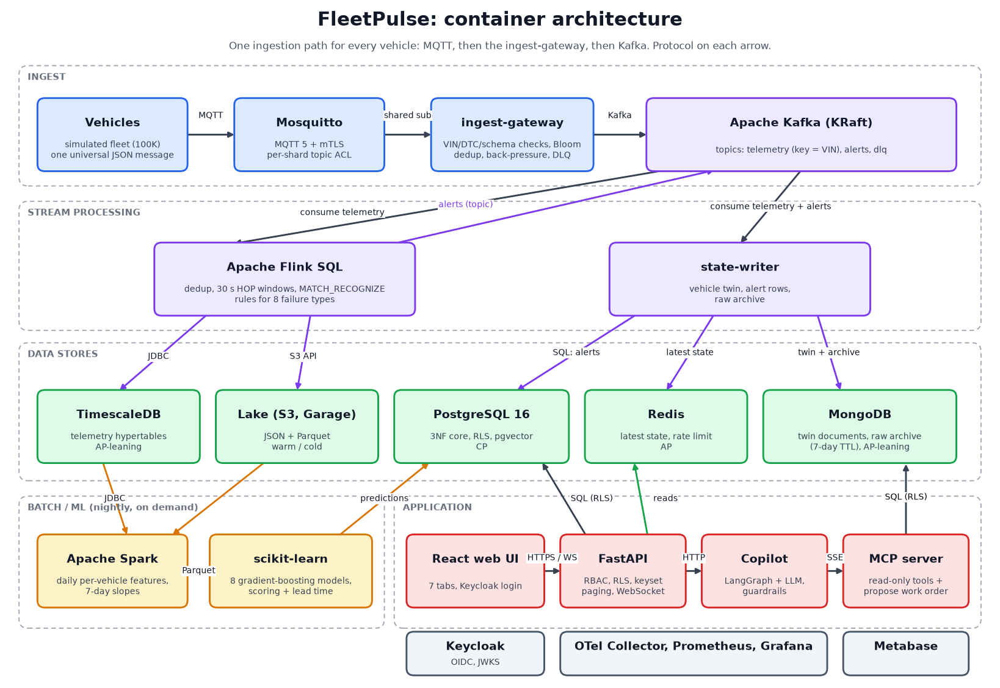 FleetPulse: container architecture
One ingestion path for every vehicle: MQTT, then the ingest-gateway, then Kafka. Protocol on each arrow.
INGEST
Vehicles
simulated fleet (100K)
one universal JSON message
MQTT
Mosquitto
MQTT 5 + mTLS
per-shard topic ACL
shared sub
ingest-gateway
VIN/DTC/schema checks, Bloom
dedup, back-pressure, DLQ
Kafka
Apache Kafka (KRaft)
topics: telemetry (key = VIN), alerts, dlq
STREAM PROCESSING
consume telemetry
alerts (topic)
consume telemetry + alerts
Apache Flink SQL
dedup, 30 s HOP windows, MATCH_RECOGNIZE
rules for 8 failure types
state-writer
vehicle twin, alert rows,
raw archive
DATA STORES
JDBC
S3 API
SQL: alerts
latest state
twin + archive
TimescaleDB
telemetry hypertables
AP-leaning
Lake (S3, Garage)
JSON + Parquet
warm / cold
PostgreSQL 16
3NF core, RLS, pgvector
CP
Redis
latest state, rate limit
AP
MongoDB
twin documents, raw archive
(7-day TTL), AP-leaning
BATCH / ML (nightly, on demand)
JDBC
predictions
APPLICATION
SQL (RLS)
reads
SQL (RLS)
Apache Spark
daily per-vehicle features,
7-day slopes
Parquet
scikit-learn
8 gradient-boosting models,
scoring + lead time
React web UI
7 tabs, Keycloak login
HTTPS / WS
FastAPI
RBAC, RLS, keyset
paging, WebSocket
HTTP
Copilot
LangGraph + LLM,
guardrails
SSE
MCP server
read-only tools +
propose work order
Keycloak
OIDC, JWKS
OTel Collector, Prometheus, Grafana
Metabase